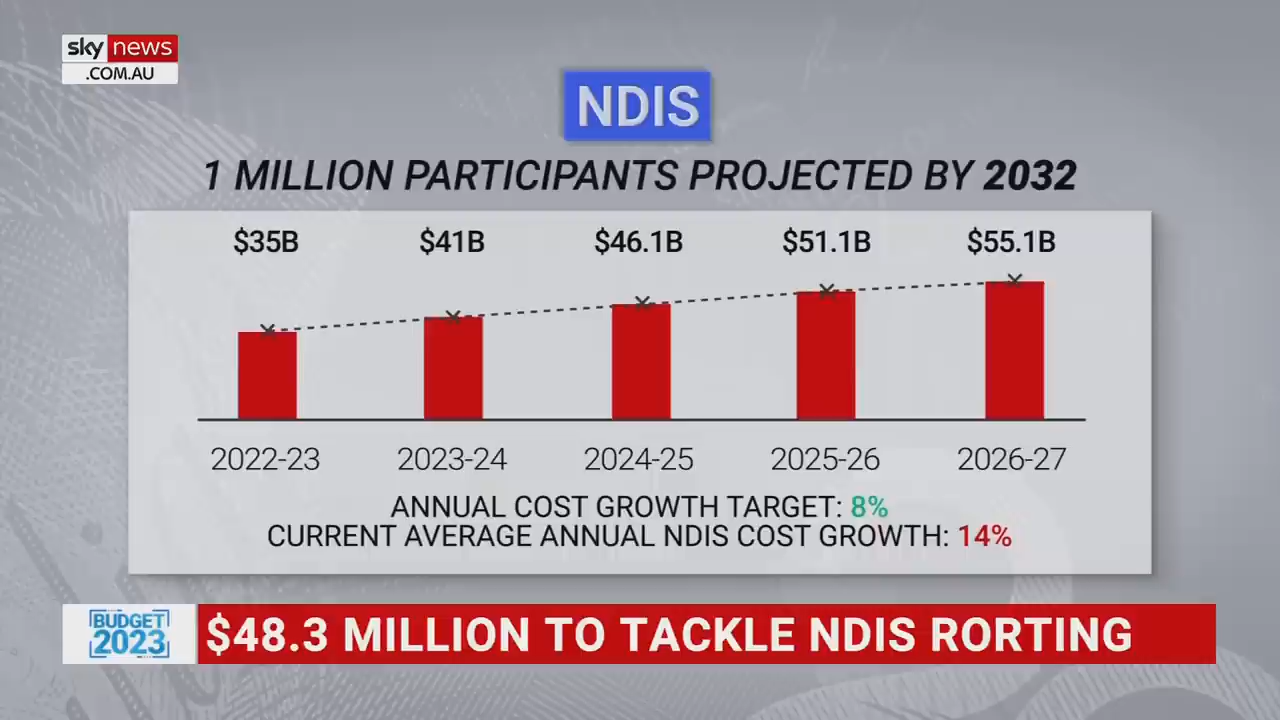 sky news
.COM.AU
NDIS
1 MILLION PARTICIPANTS PROJECTED BY 2032
$35B $41B $46.1B $51.1B $55.1B
2022-23 2023-24 2024-25 2025-26 2026-27
ANNUAL COST GROWTH TARGET: 8%
CURRENT AVERAGE ANNUAL NDIS COST GROWTH: 14%
BUDGET
2023
$48.3 MILLION TO TACKLE NDIS RORTING